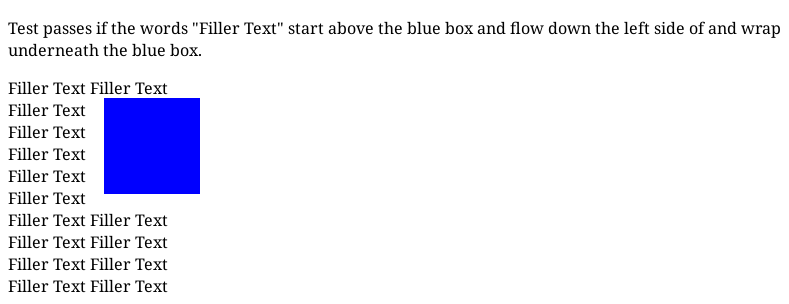 Test passes if the words "Filler Text" start above the blue box and flow down the left side of and wrap
underneath the blue box.
Filler Text Filler Text
Filler Text
Filler Text
Filler Text
Filler Text
Filler Text
Filler Text Filler Text
Filler Text Filler Text
Filler Text Filler Text
Filler Text Filler Text